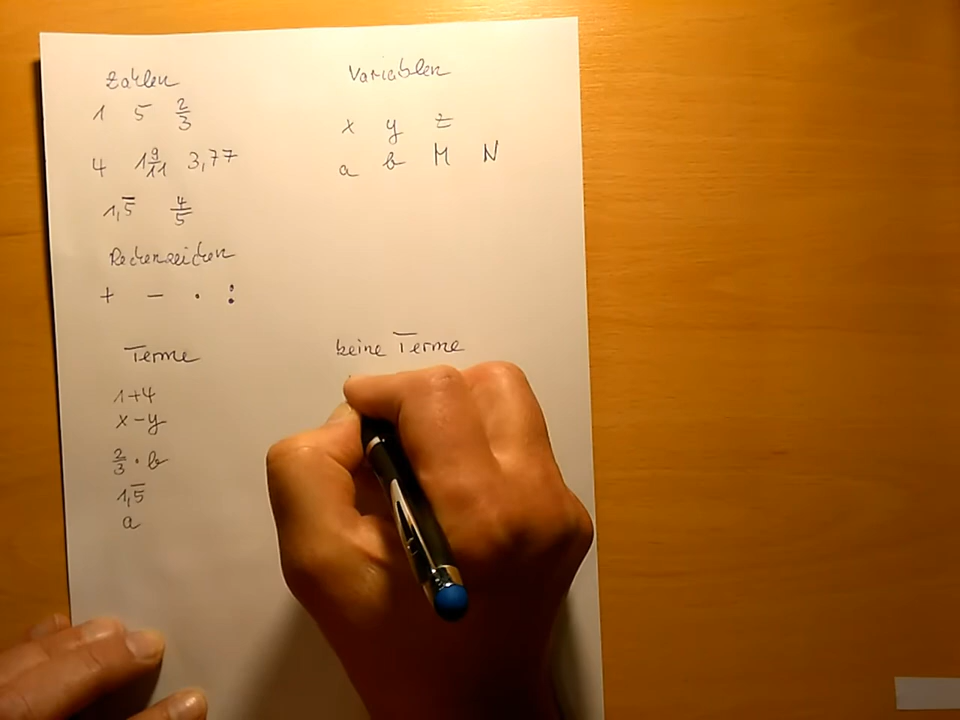 Zahlen
1 5 2/3
4 1 9/11 3,77
1,5̅ 4/5
Rechenzeichen
+ − · :
Variablen
x y z
a b M N
Terme
1+4
x−y
2/3 · b
1,5̅
a
keine Terme